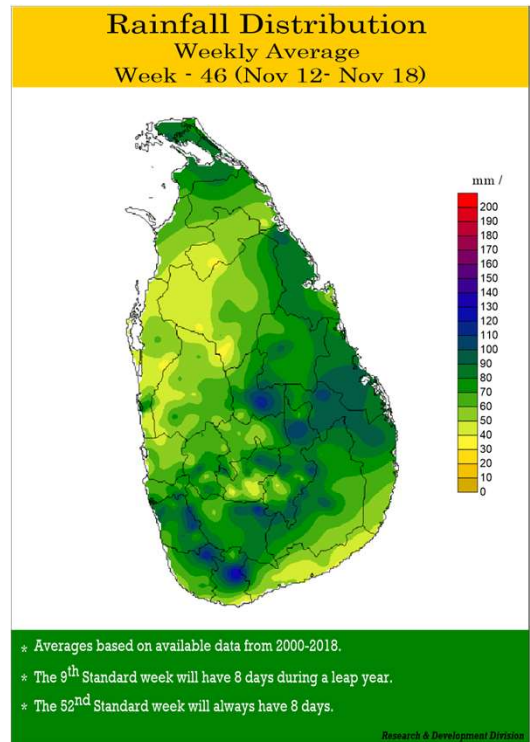 Rainfall Distribution
Weekly Average
Week - 46 (Nov 12- Nov 18)
mm /
200
190
180
170
160
150
140
130
120
110
100
90
80
70
60
50
40
30
20
10
0
* Averages based on available data from 2000-2018.
* The 9th Standard week will have 8 days during a leap year.
* The 52nd Standard week will always have 8 days.
Research & Development Division